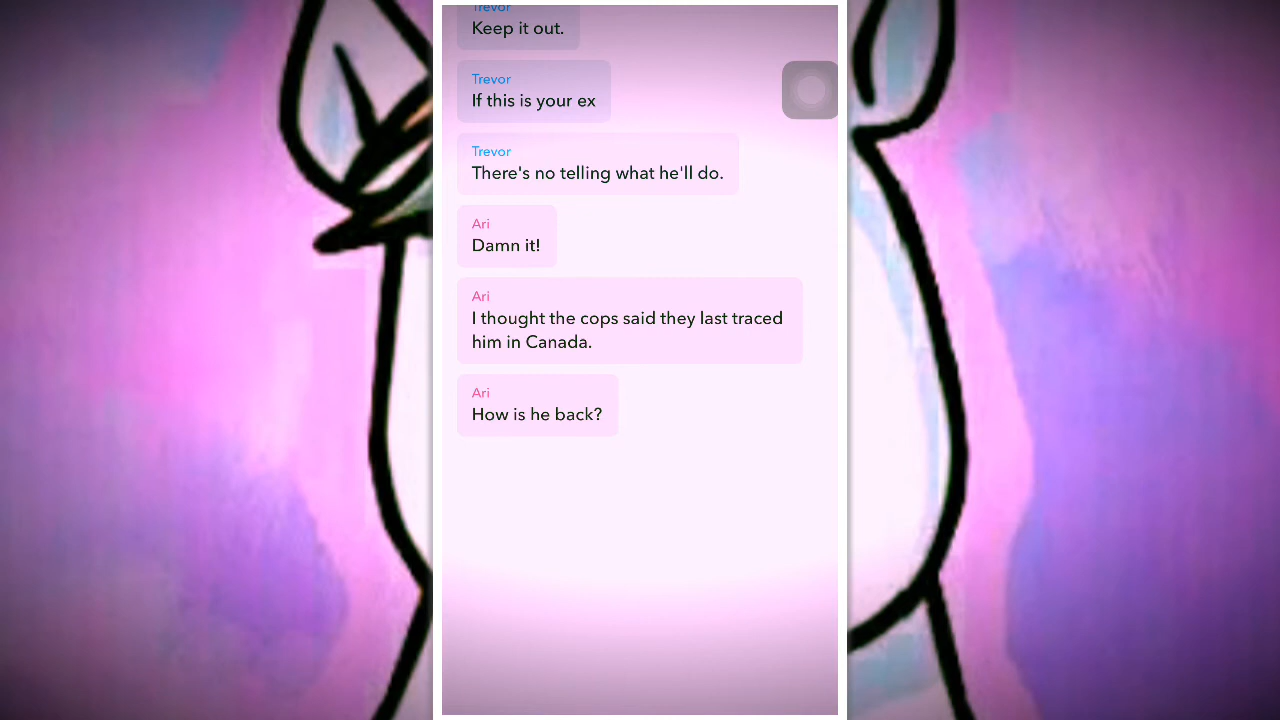 Trevor
Keep it out.
Trevor
If this is your ex
Trevor
There's no telling what he'll do.
Ari
Damn it!
Ari
I thought the cops said they last traced
him in Canada.
Ari
How is he back?